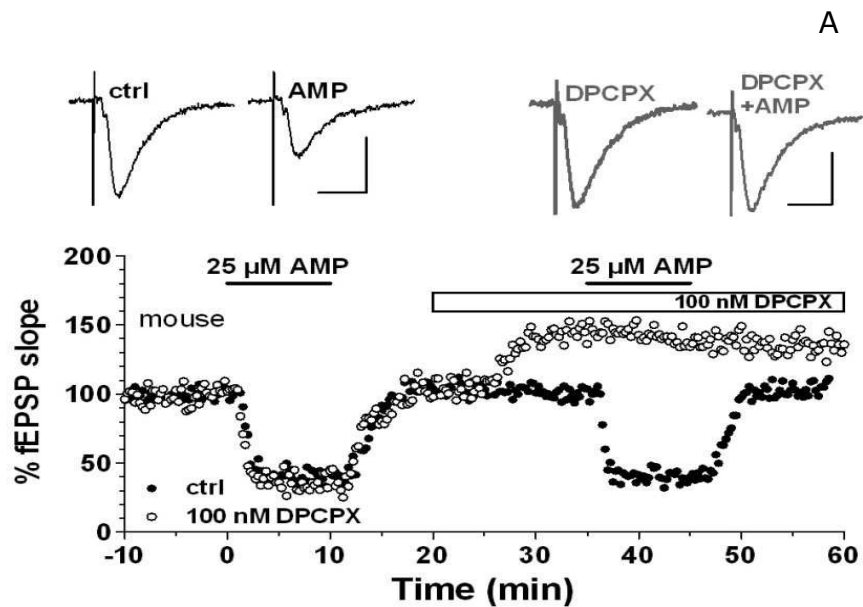 A
ctrl AMP DPCPX DPCPX
+AMP
200
150
100
50
0
% fEPSP slope
25 µM AMP 25 µM AMP
100 nM DPCPX
mouse
ctrl
100 nM DPCPX
-10 0 10 20 30 40 50 60
Time (min)